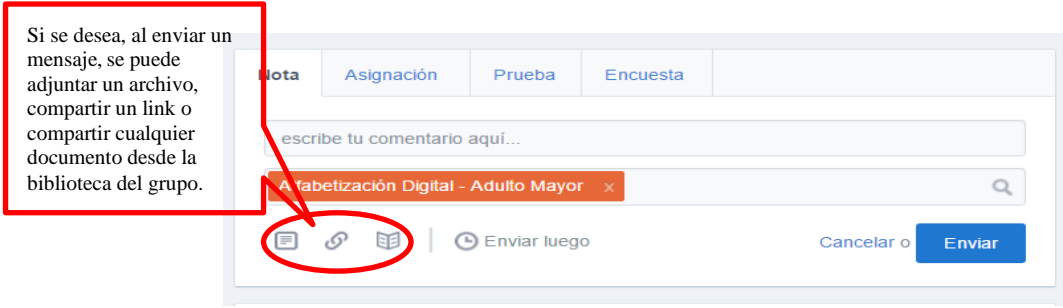 Si se desea, al enviar un
mensaje, se puede
adjuntar un archivo,
compartir un link o
compartir cualquier
documento desde la
biblioteca del grupo.
Nota Asignación Prueba Encuesta
escribe tu comentario aquí...
Alfabetización Digital - Adulto Mayor x
Enviar luego Cancelar o Enviar